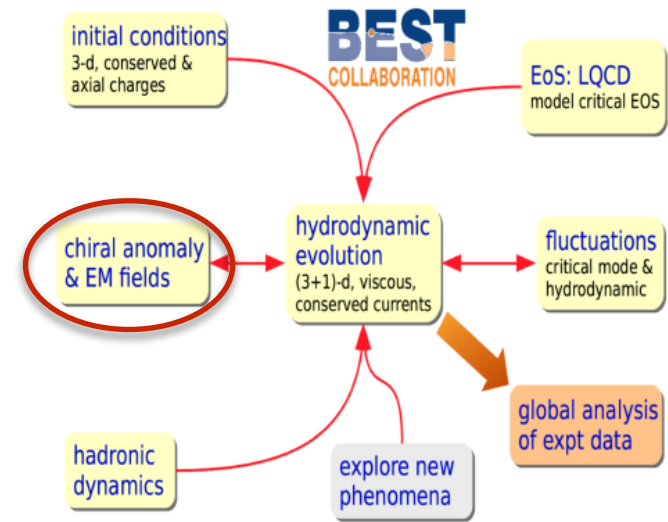 initial conditions
3-d, conserved &
axial charges
BEST
COLLABORATION
EoS: LQCD
model critical EOS
chiral anomaly
& EM fields
hydrodynamic
evolution
(3+1)-d, viscous,
conserved currents
fluctuations
critical mode &
hydrodynamic
hadronic
dynamics
explore new
phenomena
global analysis
of expt data